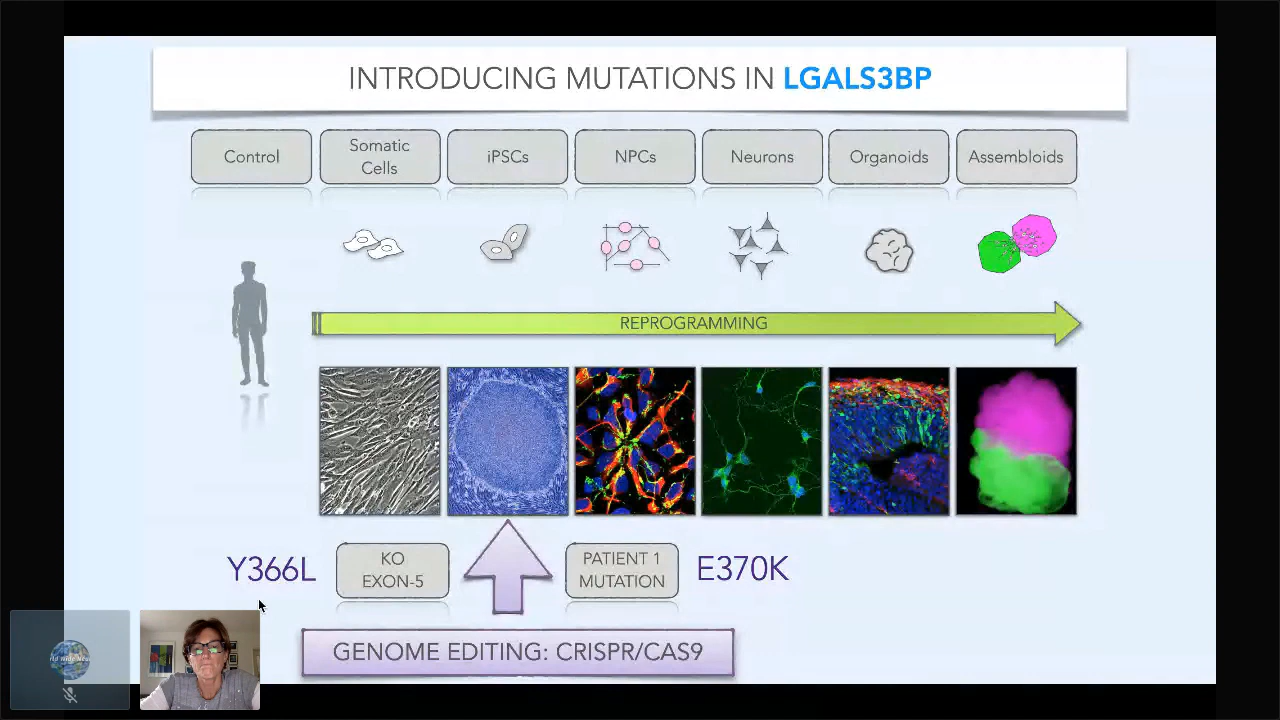 INTRODUCING MUTATIONS IN LGALS3BP
Control
Somatic
Cells
iPSCs
NPCs
Neurons
Organoids
Assembloids
REPROGRAMMING
Y366L
KO
EXON-5
PATIENT 1
MUTATION
E370K
GENOME EDITING: CRISPR/CAS9